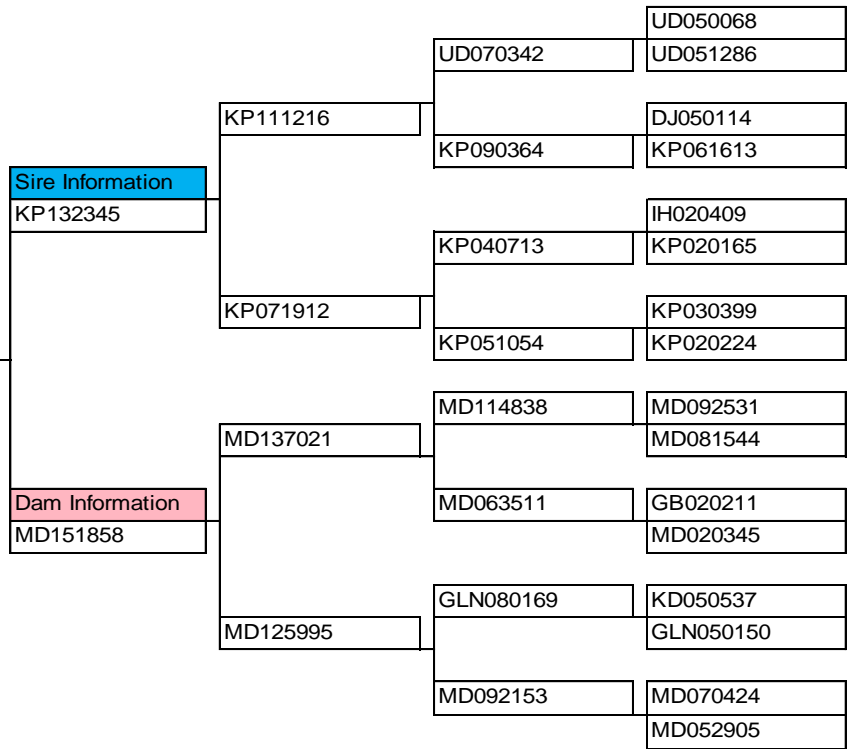 UD050068
UD070342 UD051286
KP111216 DJ050114
KP090364 KP061613
Sire Information
KP132345 IH020409
KP040713 KP020165
KP071912 KP030399
KP051054 KP020224
MD114838 MD092531
MD137021 MD081544
Dam Information MD063511 GB020211
MD151858 MD020345
GLN080169 KD050537
MD125995 GLN050150
MD092153 MD070424
MD052905